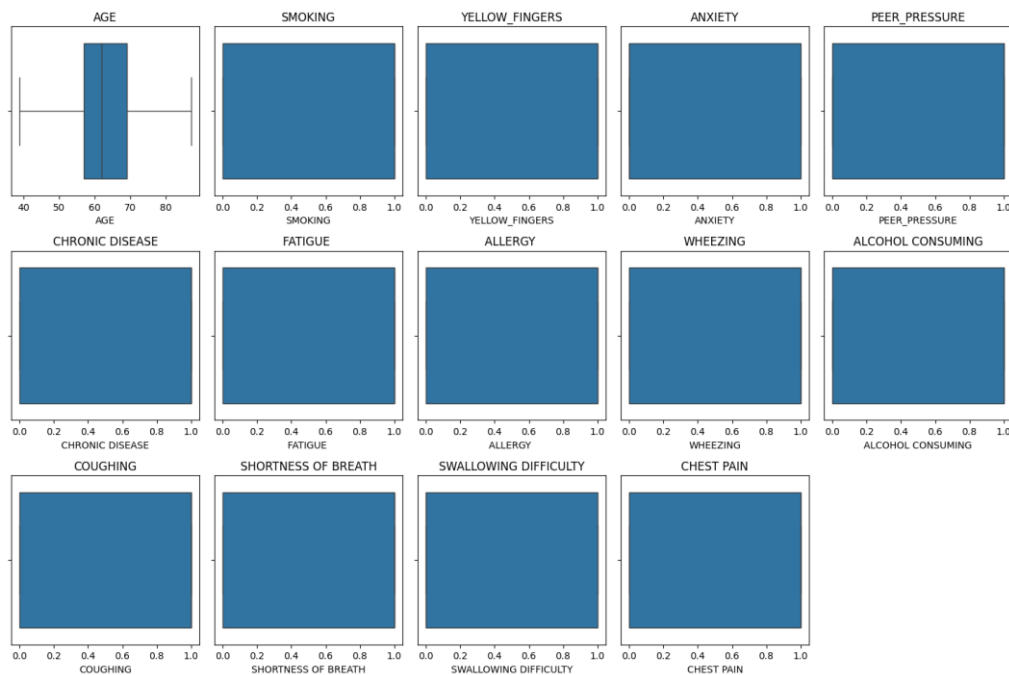 AGE SMOKING YELLOW_FINGERS ANXIETY PEER_PRESSURE
40 50 60 70 80 0.0 0.2 0.4 0.6 0.8 1.0 0.0 0.2 0.4 0.6 0.8 1.0 0.0 0.2 0.4 0.6 0.8 1.0 0.0 0.2 0.4 0.6 0.8 1.0
AGE SMOKING YELLOW_FINGERS ANXIETY PEER_PRESSURE
CHRONIC DISEASE FATIGUE ALLERGY WHEEZING ALCOHOL CONSUMING
0.0 0.2 0.4 0.6 0.8 1.0 0.0 0.2 0.4 0.6 0.8 1.0 0.0 0.2 0.4 0.6 0.8 1.0 0.0 0.2 0.4 0.6 0.8 1.0 0.0 0.2 0.4 0.6 0.8 1.0
CHRONIC DISEASE FATIGUE ALLERGY WHEEZING ALCOHOL CONSUMING
COUGHING SHORTNESS OF BREATH SWALLOWING DIFFICULTY CHEST PAIN
0.0 0.2 0.4 0.6 0.8 1.0 0.0 0.2 0.4 0.6 0.8 1.0 0.0 0.2 0.4 0.6 0.8 1.0 0.0 0.2 0.4 0.6 0.8 1.0
COUGHING SHORTNESS OF BREATH SWALLOWING DIFFICULTY CHEST PAIN